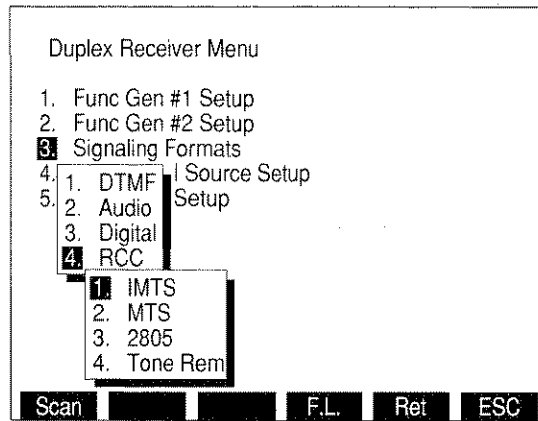 Duplex Receiver Menu
1. Func Gen #1 Setup
2. Func Gen #2 Setup
3. Signaling Formats
4. l Source Setup
5. Setup
1. DTMF
2. Audio
3. Digital
4. RCC
1. IMTS
2. MTS
3. 2805
4. Tone Rem
Scan F.L. Ret ESC